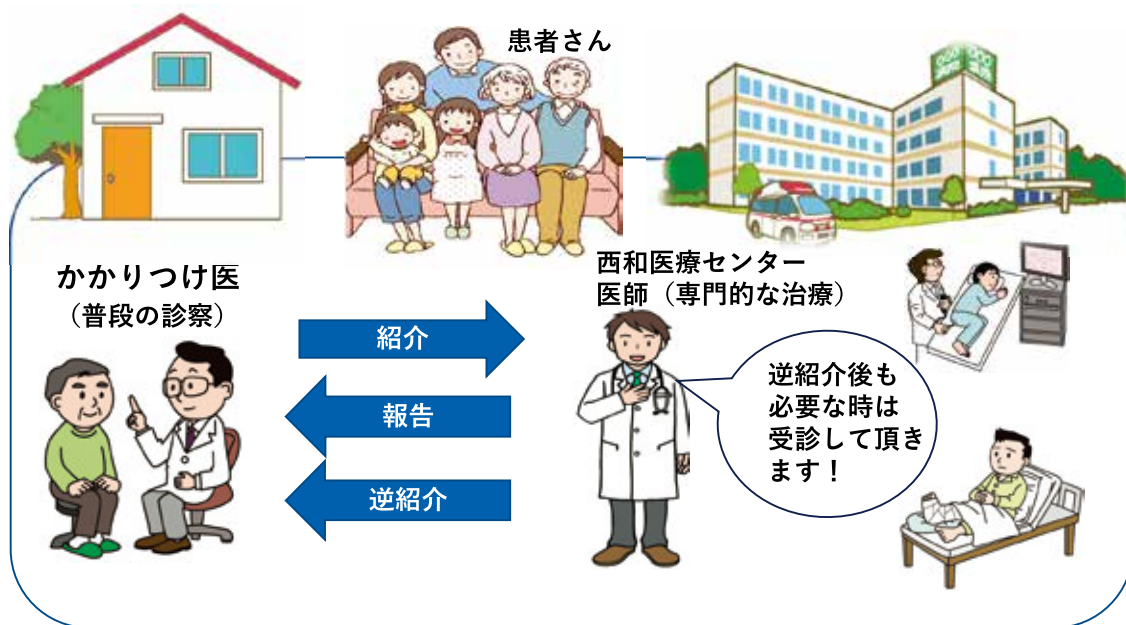 患者さん
かかりつけ医
（普段の診察）
西和医療センター
医師（専門的な治療）
紹介
報告
逆紹介
逆紹介後も
必要な時は
受診して頂き
ます！